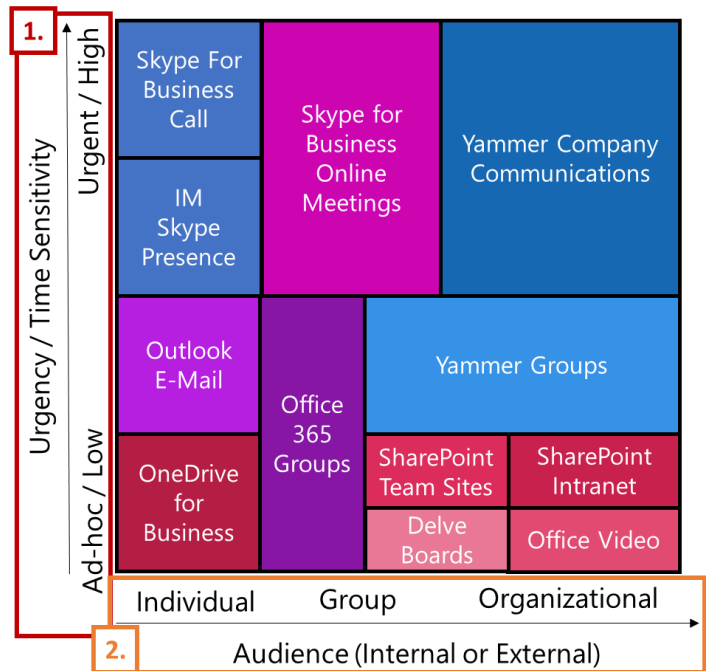 1.
Urgency / Time Sensitivity
Urgent / High
Ad-hoc / Low
Skype For
Business
Call
IM
Skype
Presence
Skype for
Business
Online
Meetings
Yammer Company
Communications
Outlook
E-Mail
Office
365
Groups
Yammer Groups
OneDrive
for
Business
SharePoint
Team Sites
SharePoint
Intranet
Delve
Boards
Office Video
Individual
Group
Organizational
2.
Audience (Internal or External)